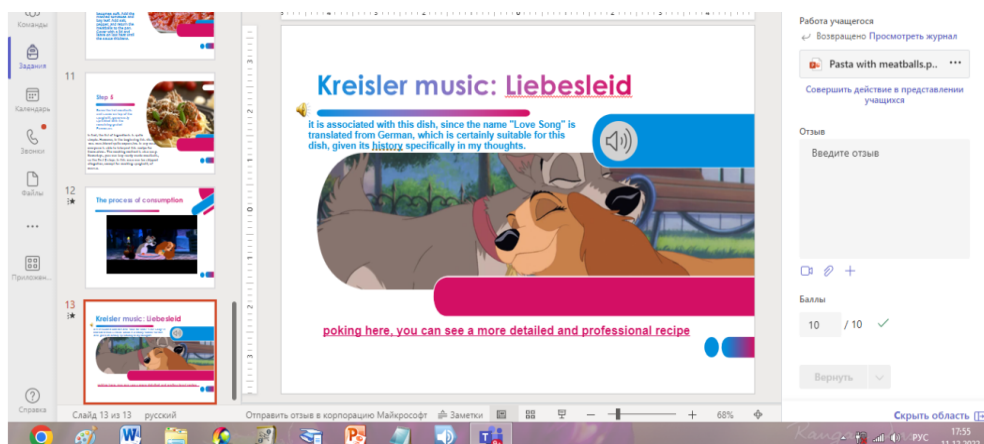 Команды
Задания
Календарь
Звонки
Файлы
Приложен...
Справка
11
Step 5
12
The process of consumption
13
Kreisler music: Liebesleid
Слайд 13 из 13
русский
Kreisler music: Liebesleid
it is associated with this dish, since the name "Love Song" is
translated from German, which is certainly suitable for this
dish, given its history specifically in my thoughts.
poking here, you can see a more detailed and professional recipe
Отправить отзыв в корпорацию Майкрософт
Заметки
68%
Работа учащегося
Возвращено Просмотреть журнал
Pasta with meatballs.p..
Совершить действие в представлении
учащихся
Отзыв
Введите отзыв
Баллы
10 / 10
Вернуть
Скрыть область
РУС
17:55